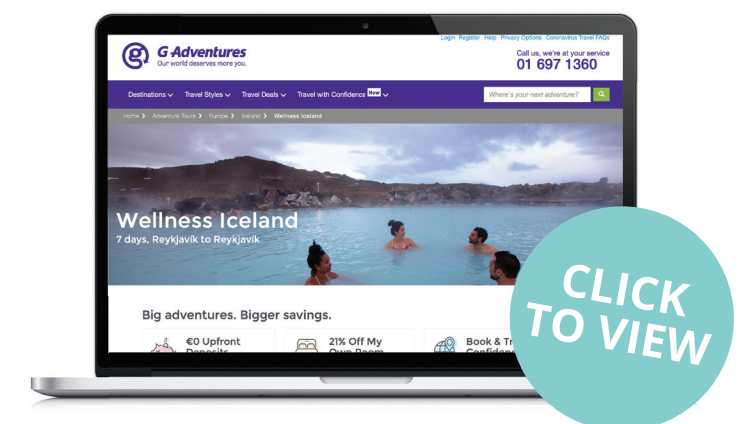 Login Register Help Privacy Options Coronavirus Travel FAQs
G Adventures
Our world deserves more you.
Call us, we're at your service
01 697 1360
Destinations Travel Styles Travel Deals Travel with Confidence New
Where's your next adventure?
Home Adventure Tours Europe Iceland Wellness Iceland
Wellness Iceland
7 days, Reykjavík to Reykjavík
CLICK
TO VIEW
Big adventures. Bigger savings.
€0 Upfront
Deposits
21% Off My
Own Room
Book & Tr
Confiden